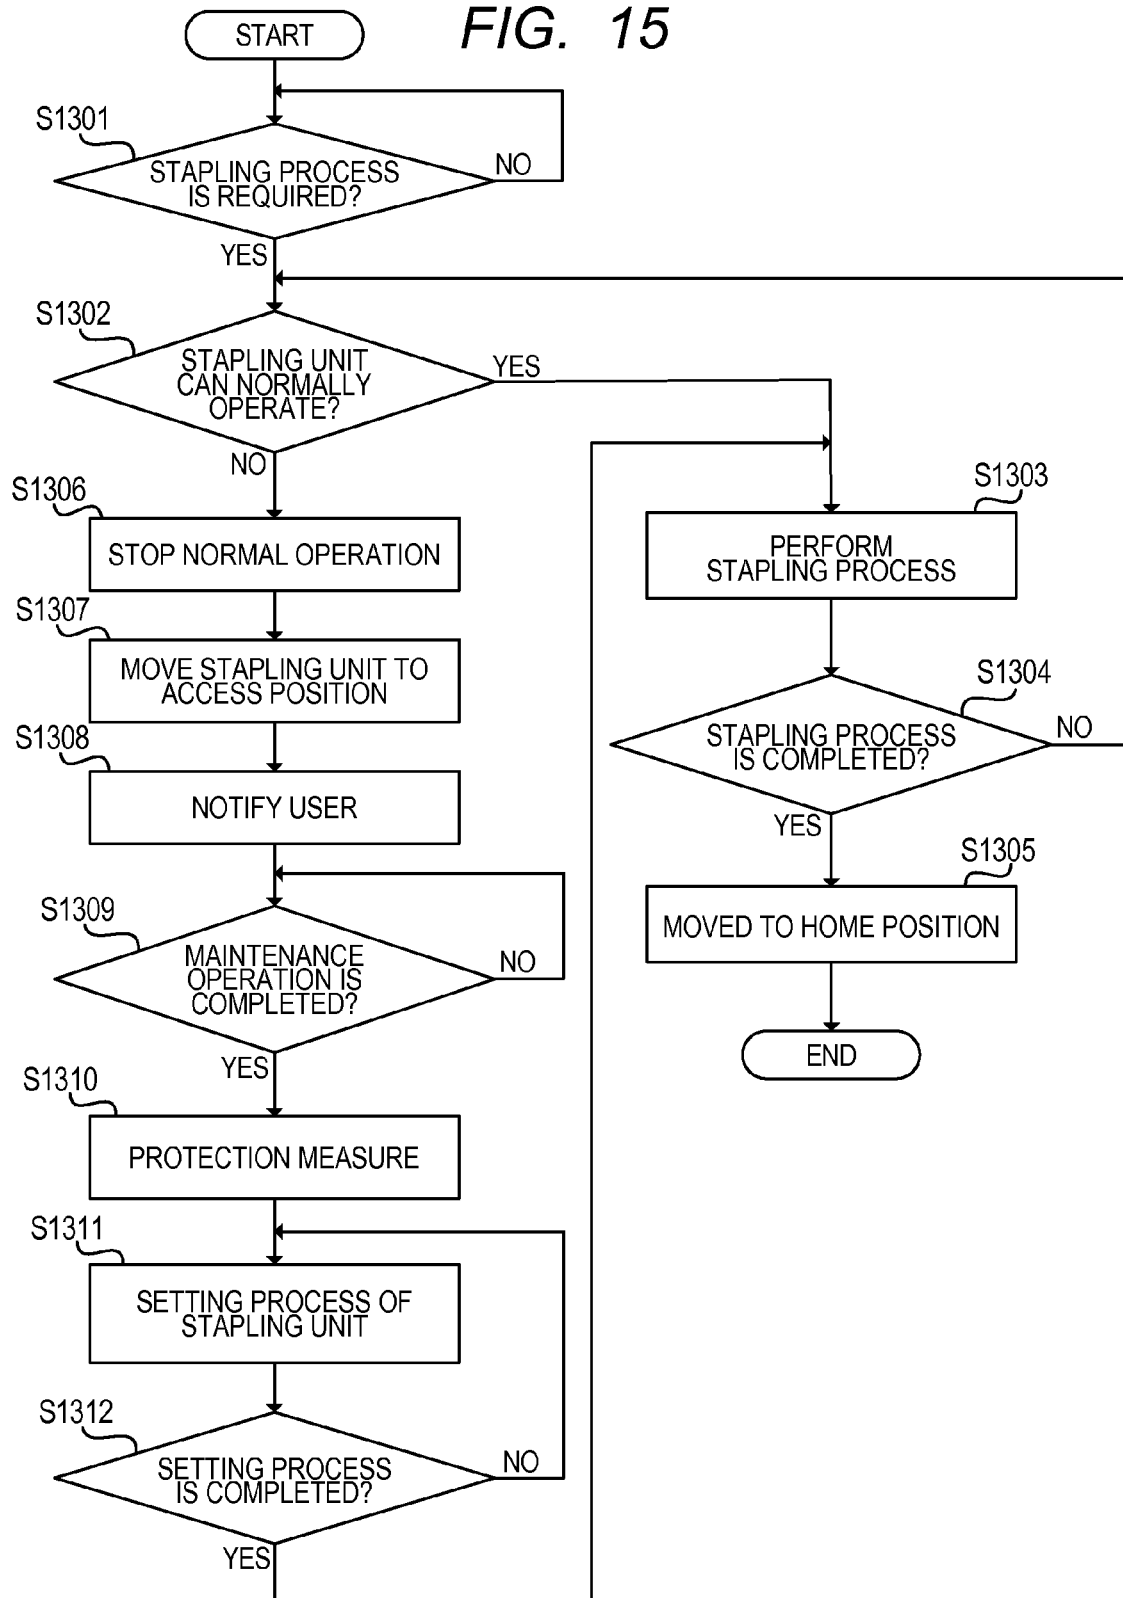 FIG. 15
START
S1301
STAPLING PROCESS
IS REQUIRED?
NO
YES
S1302
STAPLING UNIT
CAN NORMALLY
OPERATE?
YES
NO
S1306
STOP NORMAL OPERATION
S1307
MOVE STAPLING UNIT TO
ACCESS POSITION
S1308
NOTIFY USER
S1309
MAINTENANCE
OPERATION IS
COMPLETED?
NO
YES
S1310
PROTECTION MEASURE
S1311
SETTING PROCESS OF
STAPLING UNIT
S1312
SETTING PROCESS
IS COMPLETED?
NO
YES
S1303
PERFORM
STAPLING PROCESS
S1304
STAPLING PROCESS
IS COMPLETED?
NO
YES
S1305
MOVED TO HOME POSITION
END